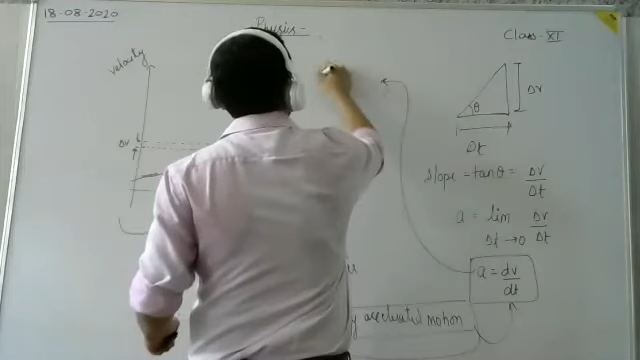 18-08-2020
Physics-
Class-XI
velocity
Δv
θ
Δv
Δt
slope = tanθ = Δv/Δt
a = lim Δt→0 Δv/Δt
a = dv/dt
y accelerated motion